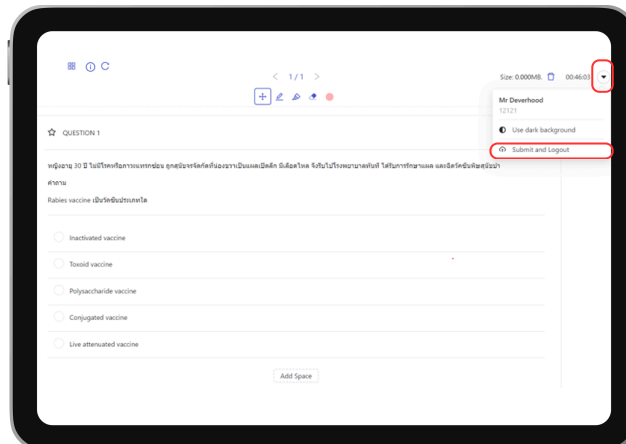 < 1/1 >
Size: 0.000MB. 00:46:03
Mr Deverhood
12121
Use dark background
Submit and Logout
QUESTION 1
หญิงอายุ 30 ปี ไม่มีโรคหรือภาวะแทรกซ้อน ถูกสุนัขจรจัดกัดที่น่องขวาเป็นแผลเปิดลึก มีเลือดไหล จึงรีบไปโรงพยาบาลทันที ได้รับการรักษาแผล และฉีดวัคซีนพิษสุนัขบ้า
คำถาม
Rabies vaccine เป็นวัคซีนประเภทใด
Inactivated vaccine
Toxoid vaccine
Polysaccharide vaccine
Conjugated vaccine
Live attenuated vaccine
Add Space